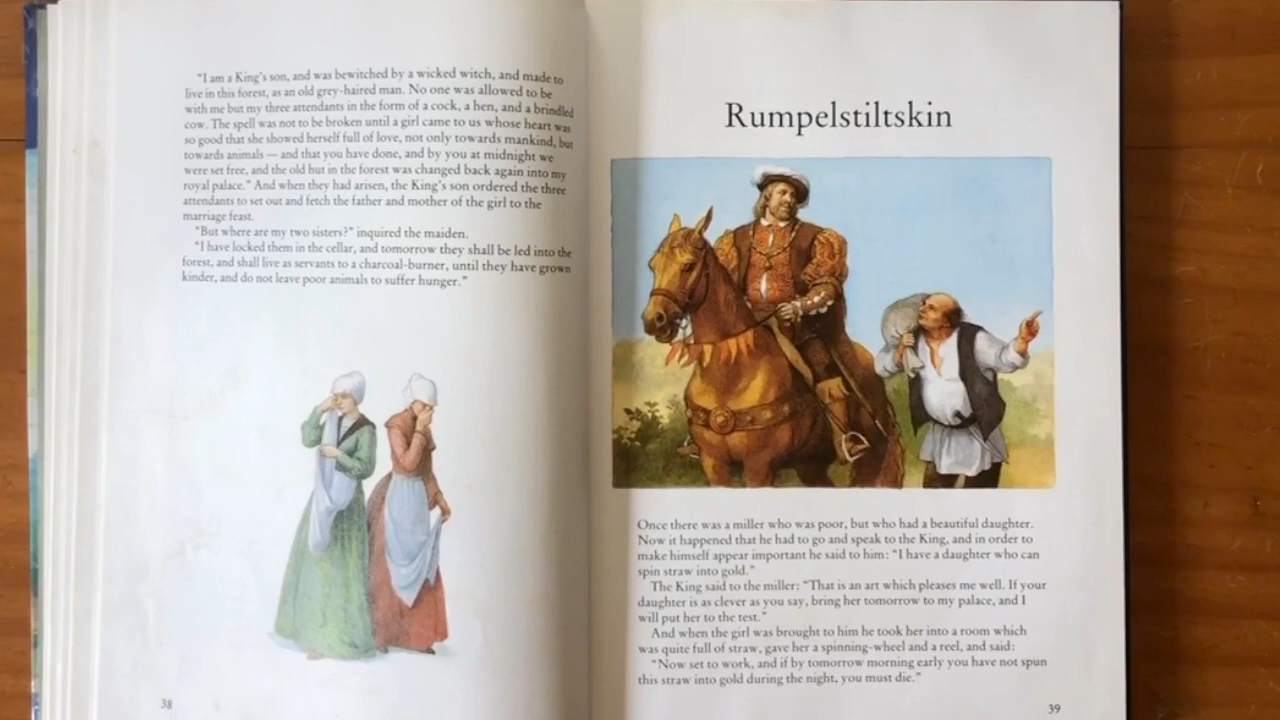 "I am a King's son, and was bewitched by a wicked witch, and made to
live in this forest, as an old grey-haired man. No one was allowed to be
with me but my three attendants in the form of a cock, a hen, and a brindled
cow. The spell was not to be broken until a girl came to us whose heart was
so good that she showed herself full of love, not only towards mankind, but
towards animals — and that you have done, and by you at midnight we
were set free, and the old hut in the forest was changed back again into my
royal palace." And when they had arisen, the King's son ordered the three
attendants to set out and fetch the father and mother of the girl to the
marriage feast.
"But where are my two sisters?" inquired the maiden.
"I have locked them in the cellar, and tomorrow they shall be led into the
forest, and shall live as servants to a charcoal-burner, until they have grown
kinder, and do not leave poor animals to suffer hunger."
38
Rumpelstiltskin
Once there was a miller who was poor, but who had a beautiful daughter.
Now it happened that he had to go and speak to the King, and in order to
make himself appear important he said to him: "I have a daughter who can
spin straw into gold."
The King said to the miller: "That is an art which pleases me well. If your
daughter is as clever as you say, bring her tomorrow to my palace, and I
will put her to the test."
And when the girl was brought to him he took her into a room which
was quite full of straw, gave her a spinning-wheel and a reel, and said:
"Now set to work, and if by tomorrow morning early you have not spun
this straw into gold during the night, you must die."
39